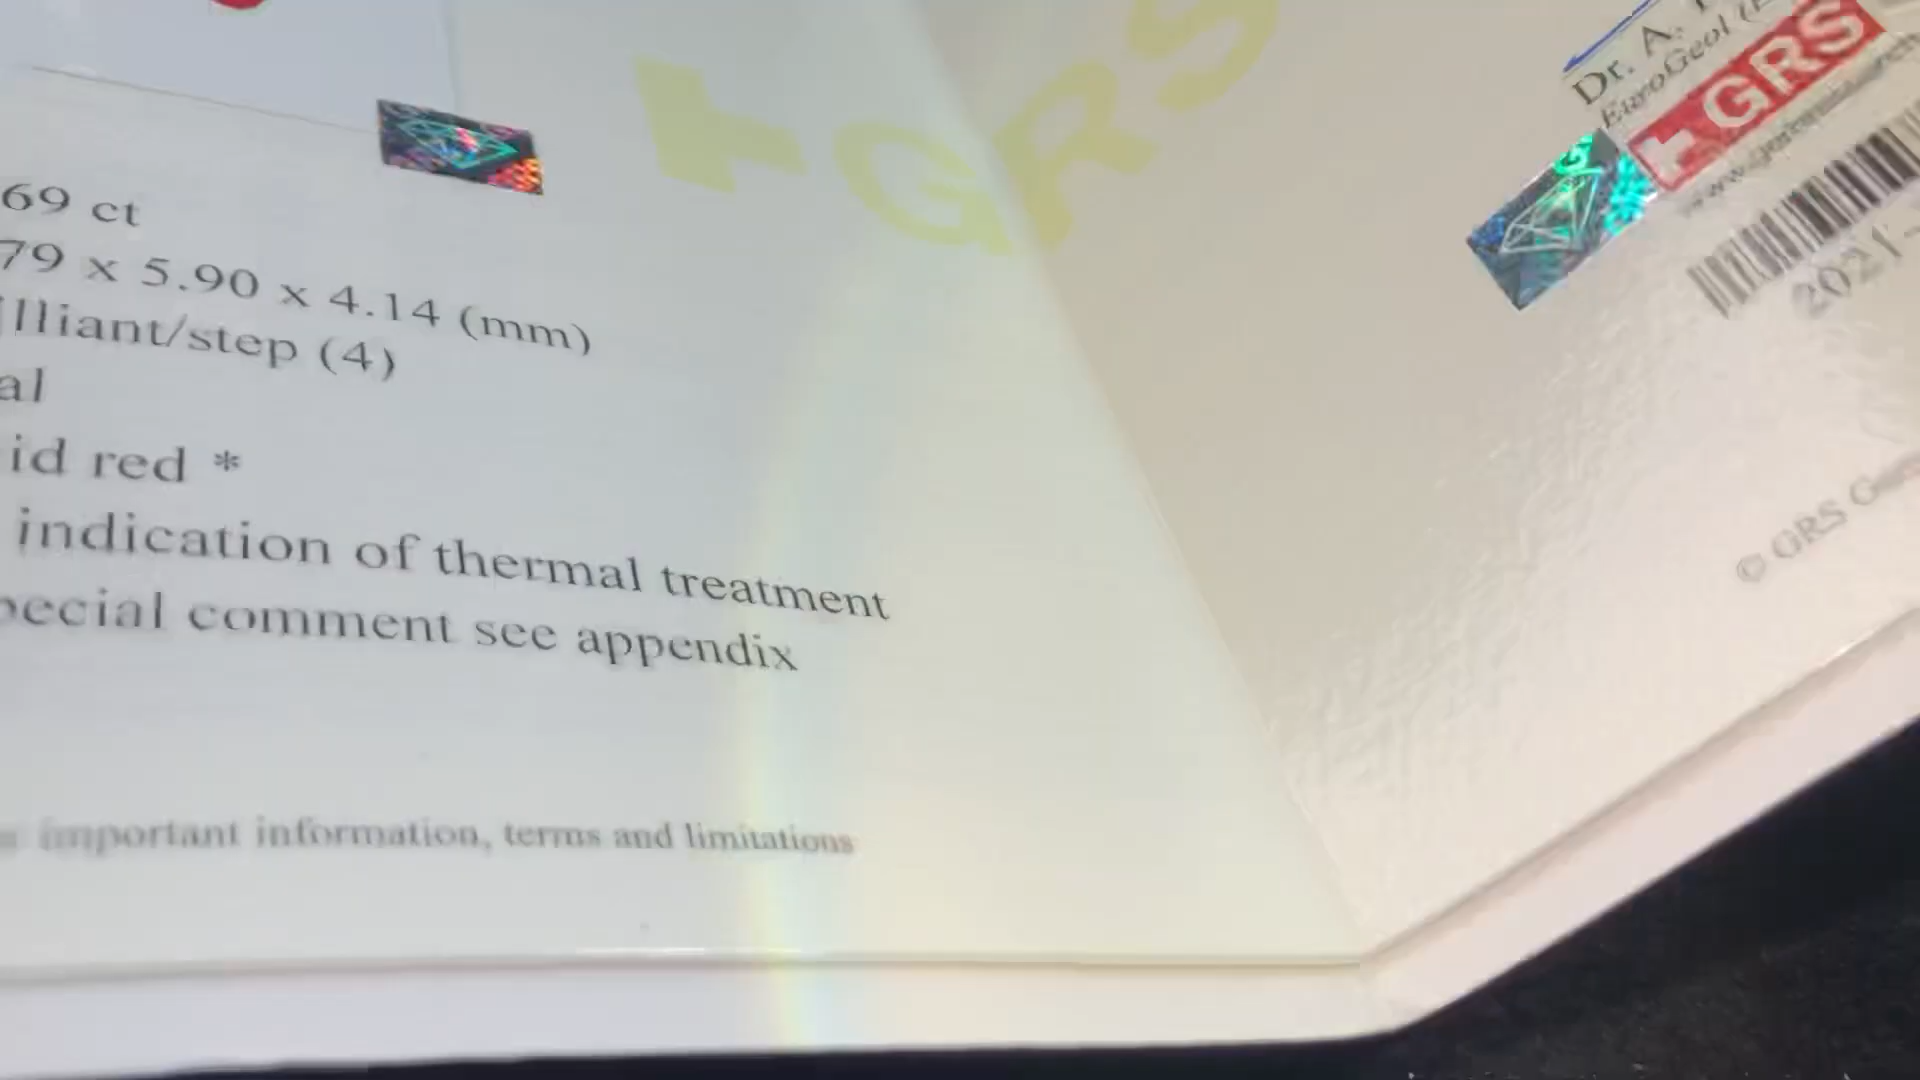 69 ct
79 x 5.90 x 4.14 (mm)
illiant/step (4)
al
id red *
indication of thermal treatment
pecial comment see appendix
important information, terms and limitations
GRS
Dr. A.
EuroGeol
GRS
2021-
© GRS